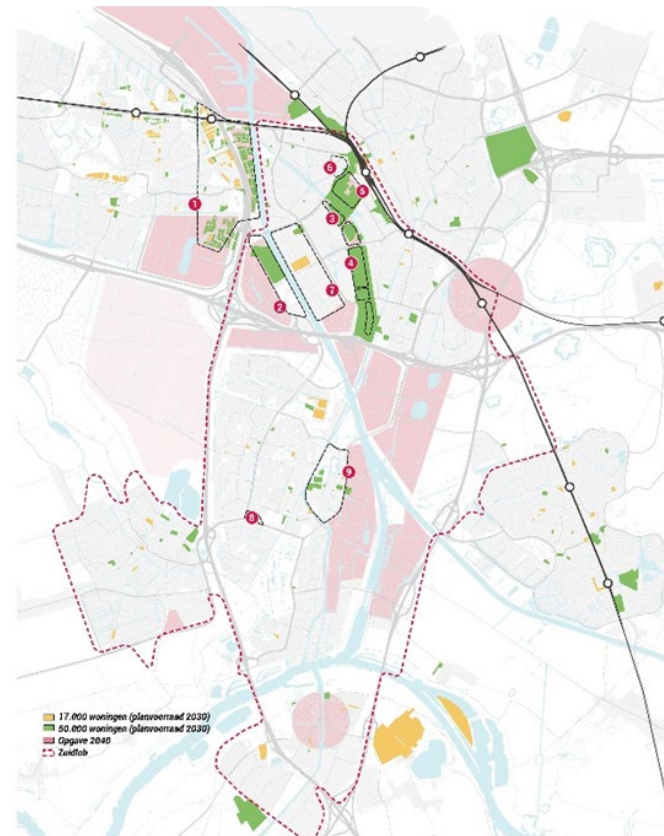 6
5
1
3
4
7
2
9
8
17.000 woningen (planvoorraad 2030)
50.000 woningen (planvoorraad 2030)
Opgave 2040
Zuidlob